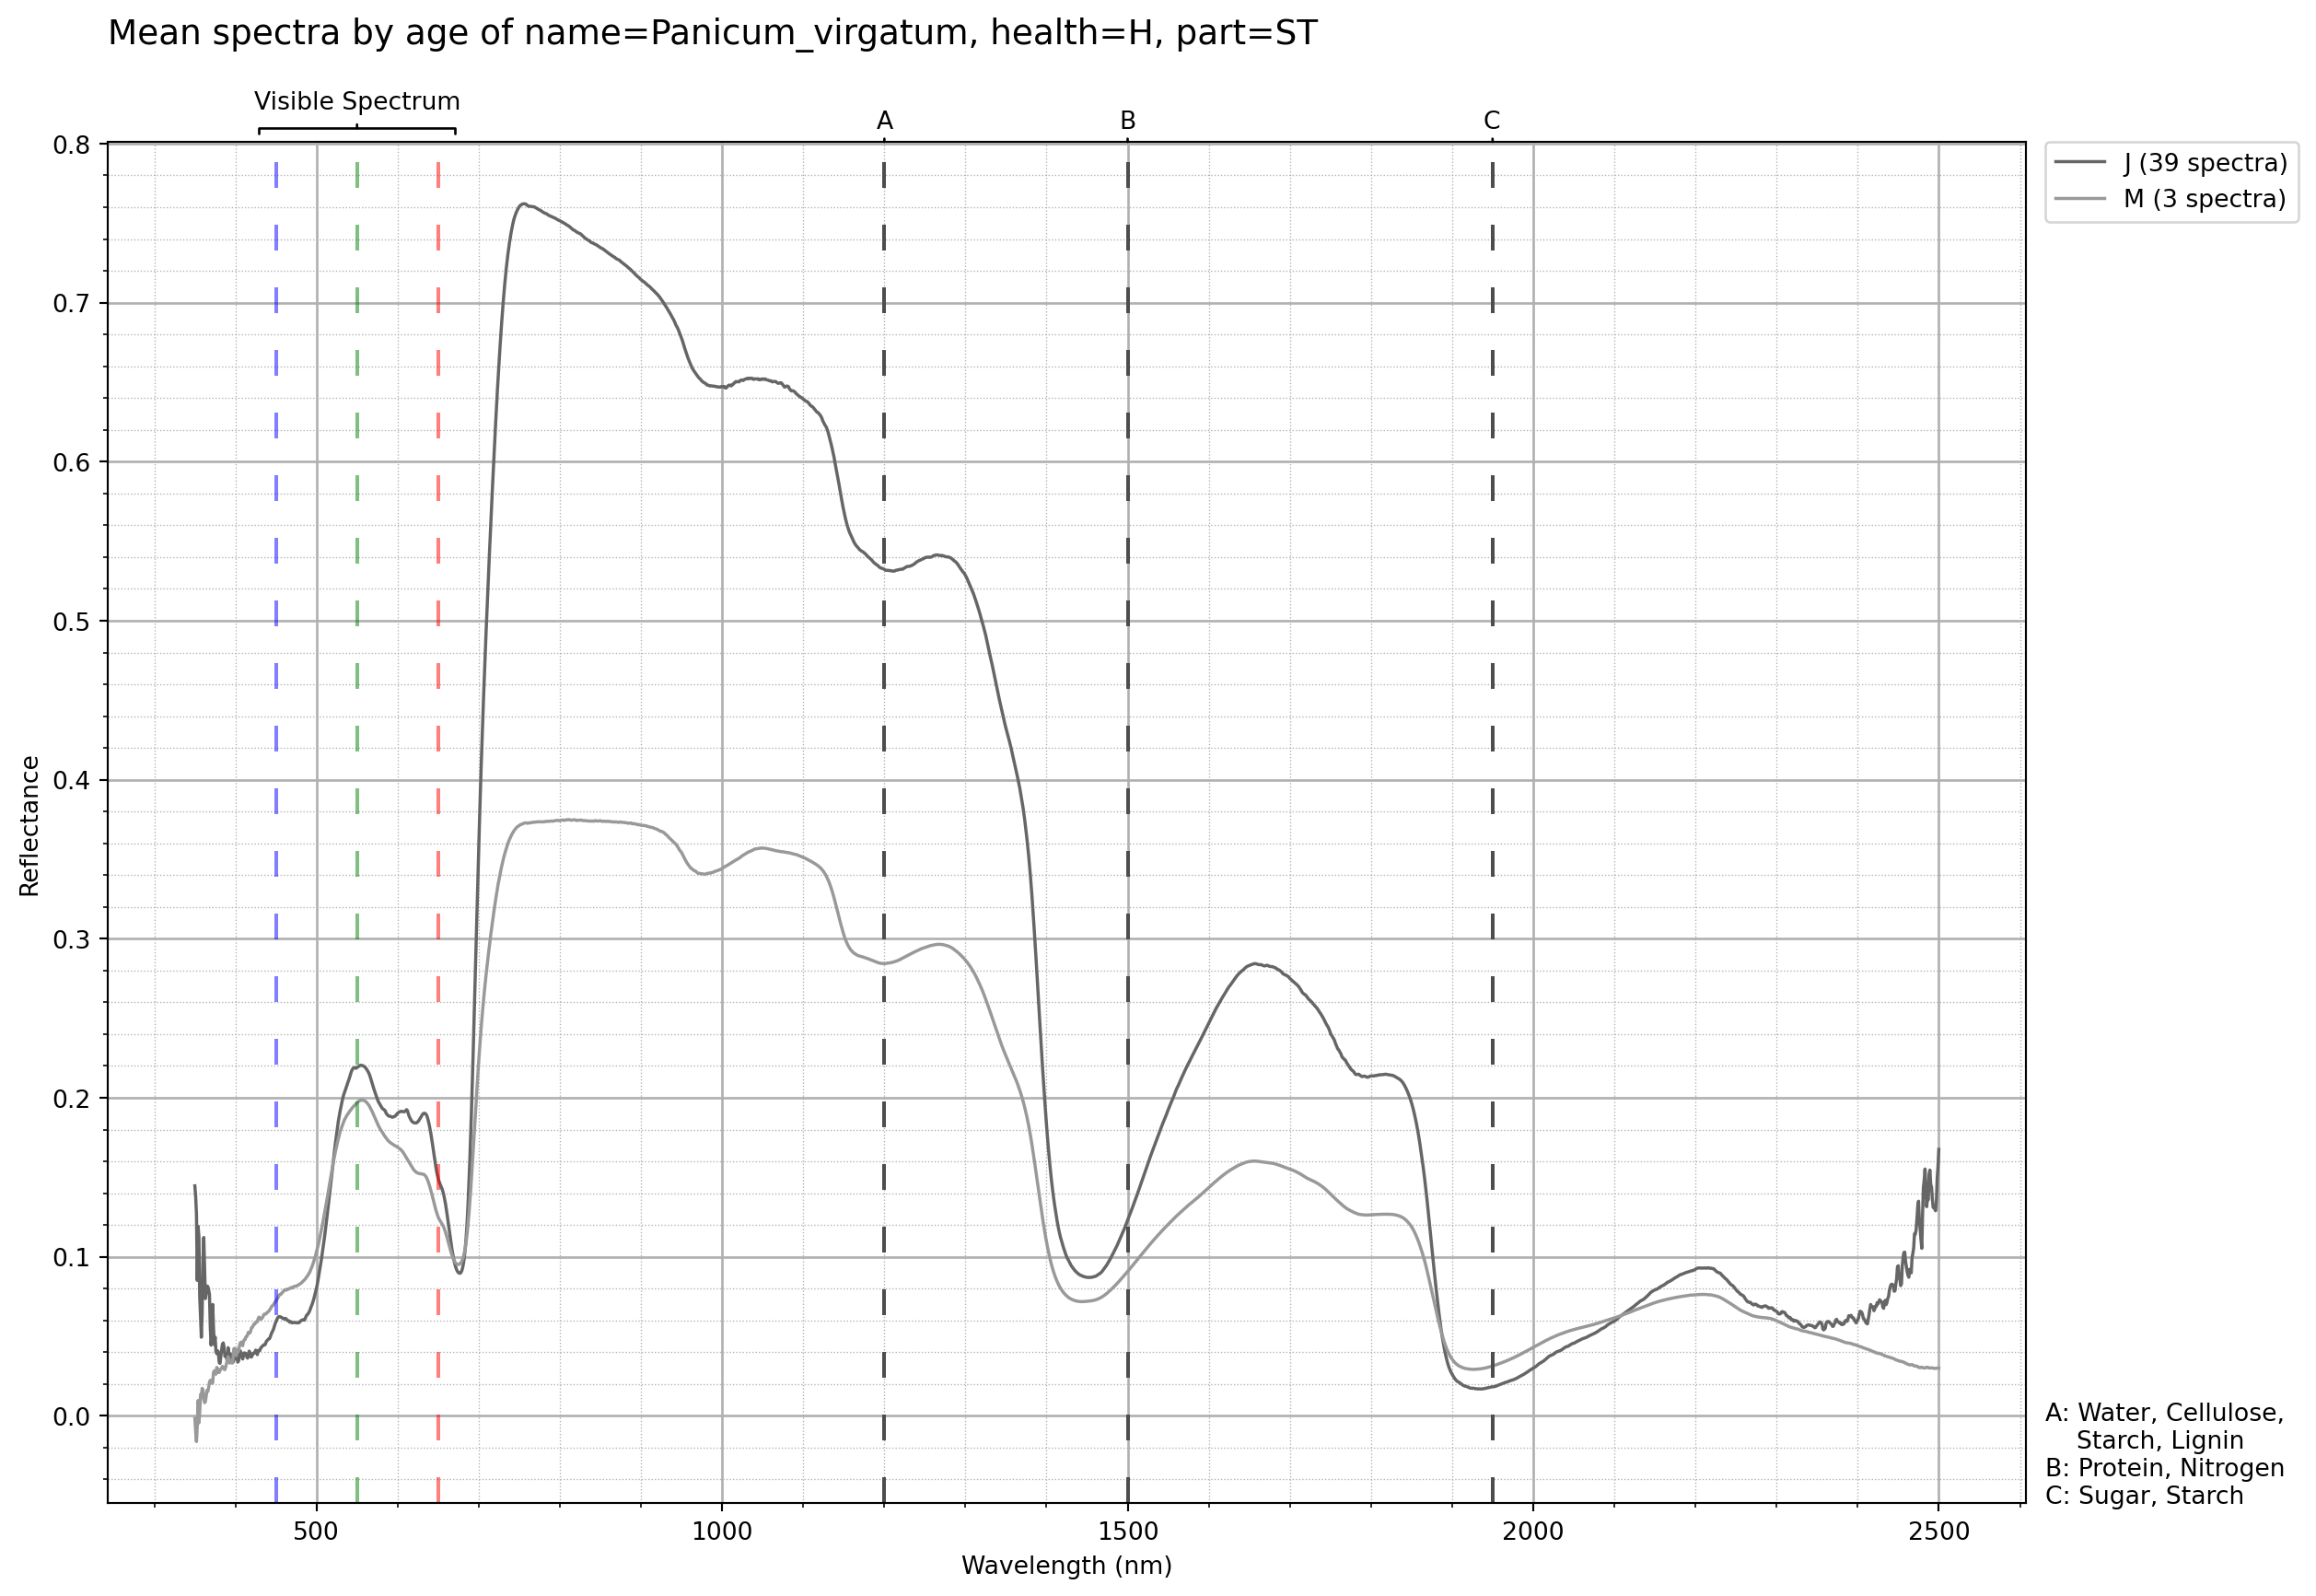 Mean spectra by age of name=Panicum_virgatum, health=H, part=ST
Visible Spectrum
A
B
C
J (39 spectra)
M (3 spectra)
0.8
0.7
0.6
0.5
0.4
0.3
0.2
0.1
0.0
Reflectance
500
1000
1500
2000
2500
Wavelength (nm)
A: Water, Cellulose,
Starch, Lignin
B: Protein, Nitrogen
C: Sugar, Starch